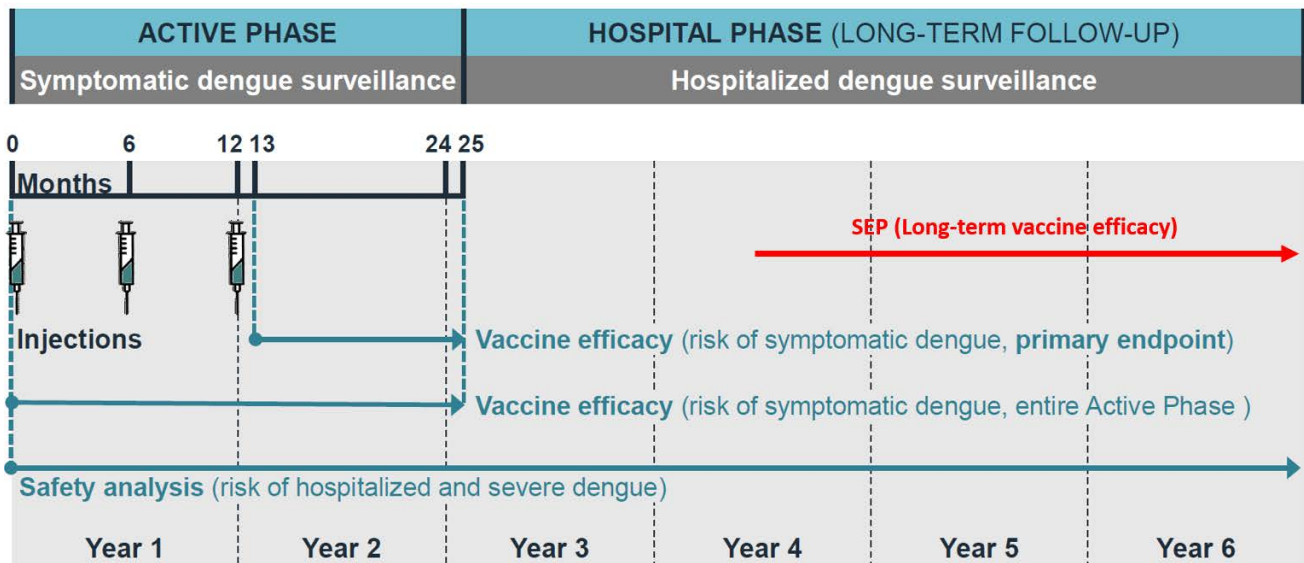 ACTIVE PHASE
HOSPITAL PHASE (LONG-TERM FOLLOW-UP)
Symptomatic dengue surveillance
Hospitalized dengue surveillance
0 6 12 13 24 25
Months
SEP (Long-term vaccine efficacy)
Injections
Vaccine efficacy (risk of symptomatic dengue, primary endpoint)
Vaccine efficacy (risk of symptomatic dengue, entire Active Phase )
Safety analysis (risk of hospitalized and severe dengue)
Year 1 Year 2 Year 3 Year 4 Year 5 Year 6